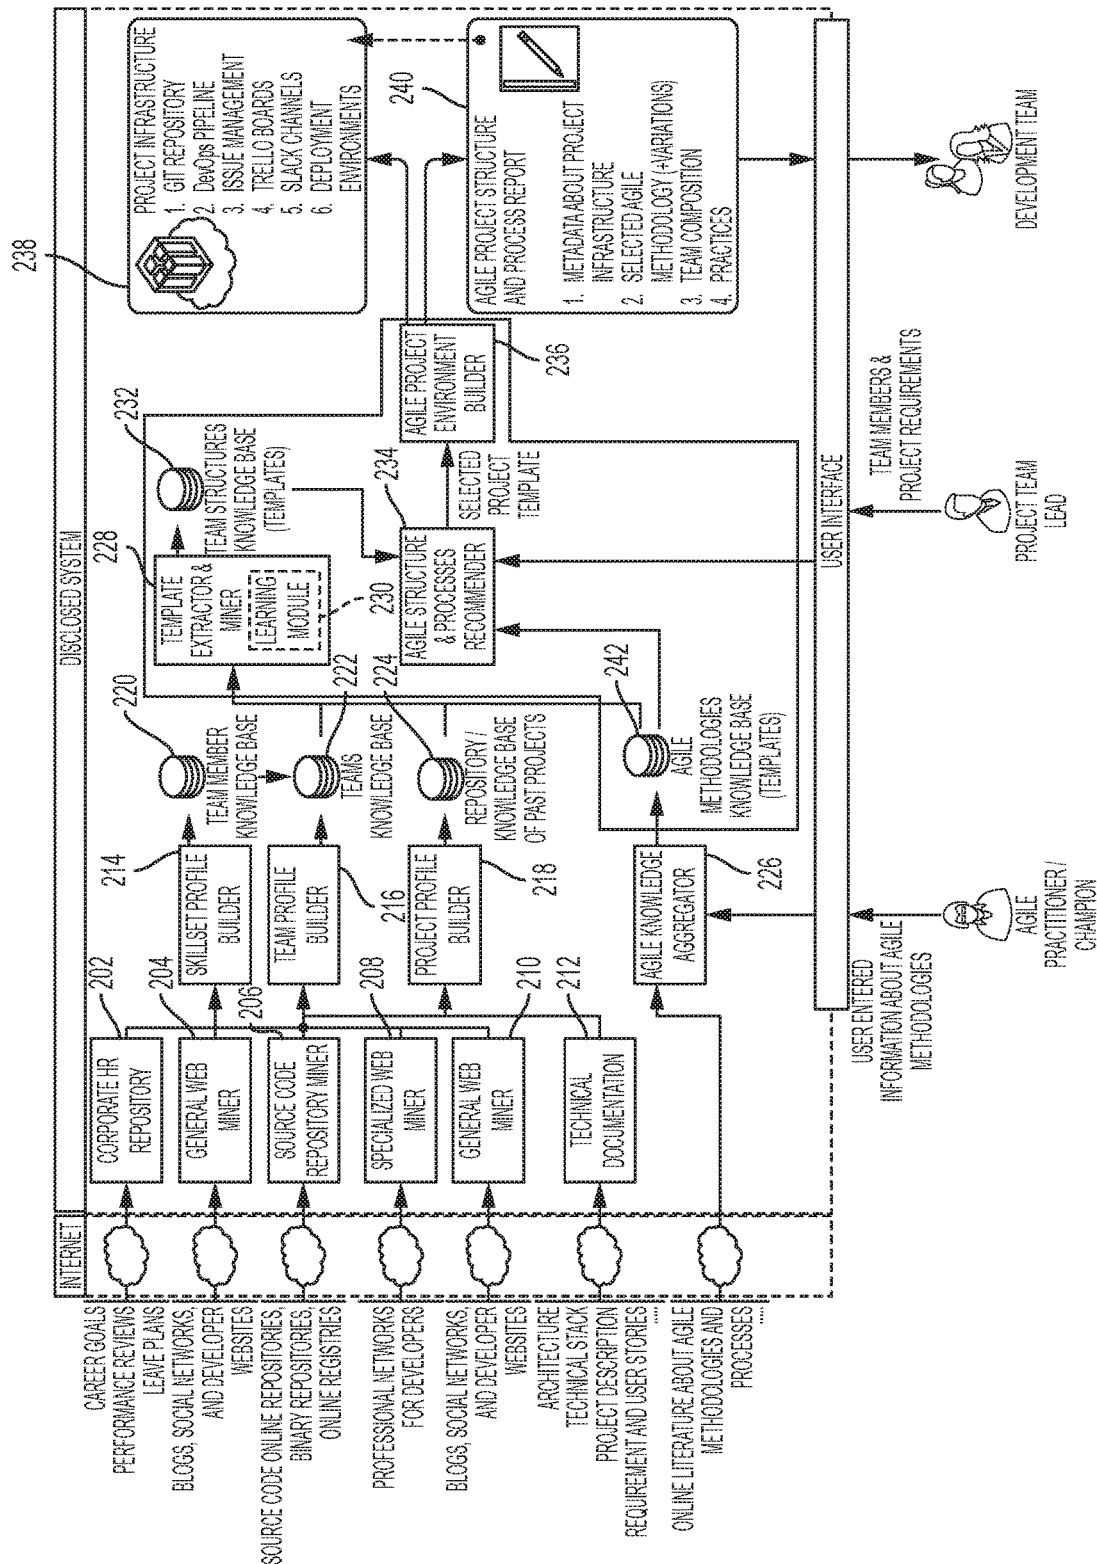 DISCLOSED SYSTEM
INTERNET
CAREER GOALS
PERFORMANCE REVIEWS
LEAVE PLANS
BLOGS, SOCIAL NETWORKS,
AND DEVELOPER
WEBSITES
SOURCE CODE ONLINE REPOSITORIES,
BINARY REPOSITORIES,
ONLINE REGISTRIES
PROFESSIONAL NETWORKS
FOR DEVELOPERS
BLOGS, SOCIAL NETWORKS,
AND DEVELOPER
WEBSITES
ARCHITECTURE
TECHNICAL STACK
PROJECT DESCRIPTION
REQUIREMENT AND USER STORIES
....
ONLINE LITERATURE ABOUT AGILE
METHODOLOGIES AND
PROCESSES
....
202
CORPORATE HR
REPOSITORY
204
GENERAL WEB
MINER
206
SOURCE CODE
REPOSITORY MINER
208
SPECIALIZED WEB
MINER
210
GENERAL WEB
MINER
212
TECHNICAL
DOCUMENTATION
214
SKILLSET PROFILE
BUILDER
TEAM PROFILE
BUILDER
216
PROJECT PROFILE
BUILDER
218
AGILE KNOWLEDGE
AGGREGATOR
226
220
TEAM MEMBER
KNOWLEDGE BASE
222
TEAMS
KNOWLEDGE BASE
224
REPOSITORY /
KNOWLEDGE BASE
OF PAST PROJECTS
242
AGILE
METHODOLOGIES
KNOWLEDGE BASE
(TEMPLATES)
228
TEMPLATE
EXTRACTOR &
MINER
LEARNING
MODULE
230
232
TEAM STRUCTURES
KNOWLEDGE BASE
(TEMPLATES)
234
AGILE STRUCTURE
& PROCESSES
RECOMMENDER
SELECTED
PROJECT
TEMPLATE
AGILE PROJECT
ENVIRONMENT
BUILDER
236
238
PROJECT INFRASTRUCTURE
1. GIT REPOSITORY
2. DevOps PIPELINE
3. ISSUE MANAGEMENT
4. TRELLO BOARDS
5. SLACK CHANNELS
6. DEPLOYMENT
ENVIRONMENTS
240
AGILE PROJECT STRUCTURE
AND PROCESS REPORT
1. METADATA ABOUT PROJECT
INFRASTRUCTURE
2. SELECTED AGILE
METHODOLOGY (+VARIATIONS)
3. TEAM COMPOSITION
4. PRACTICES
USER INTERFACE
USER ENTERED
INFORMATION ABOUT AGILE
METHODOLOGIES
AGILE
PRACTITIONER /
CHAMPION
TEAM MEMBERS &
PROJECT REQUIREMENTS
PROJECT TEAM
LEAD
DEVELOPMENT TEAM